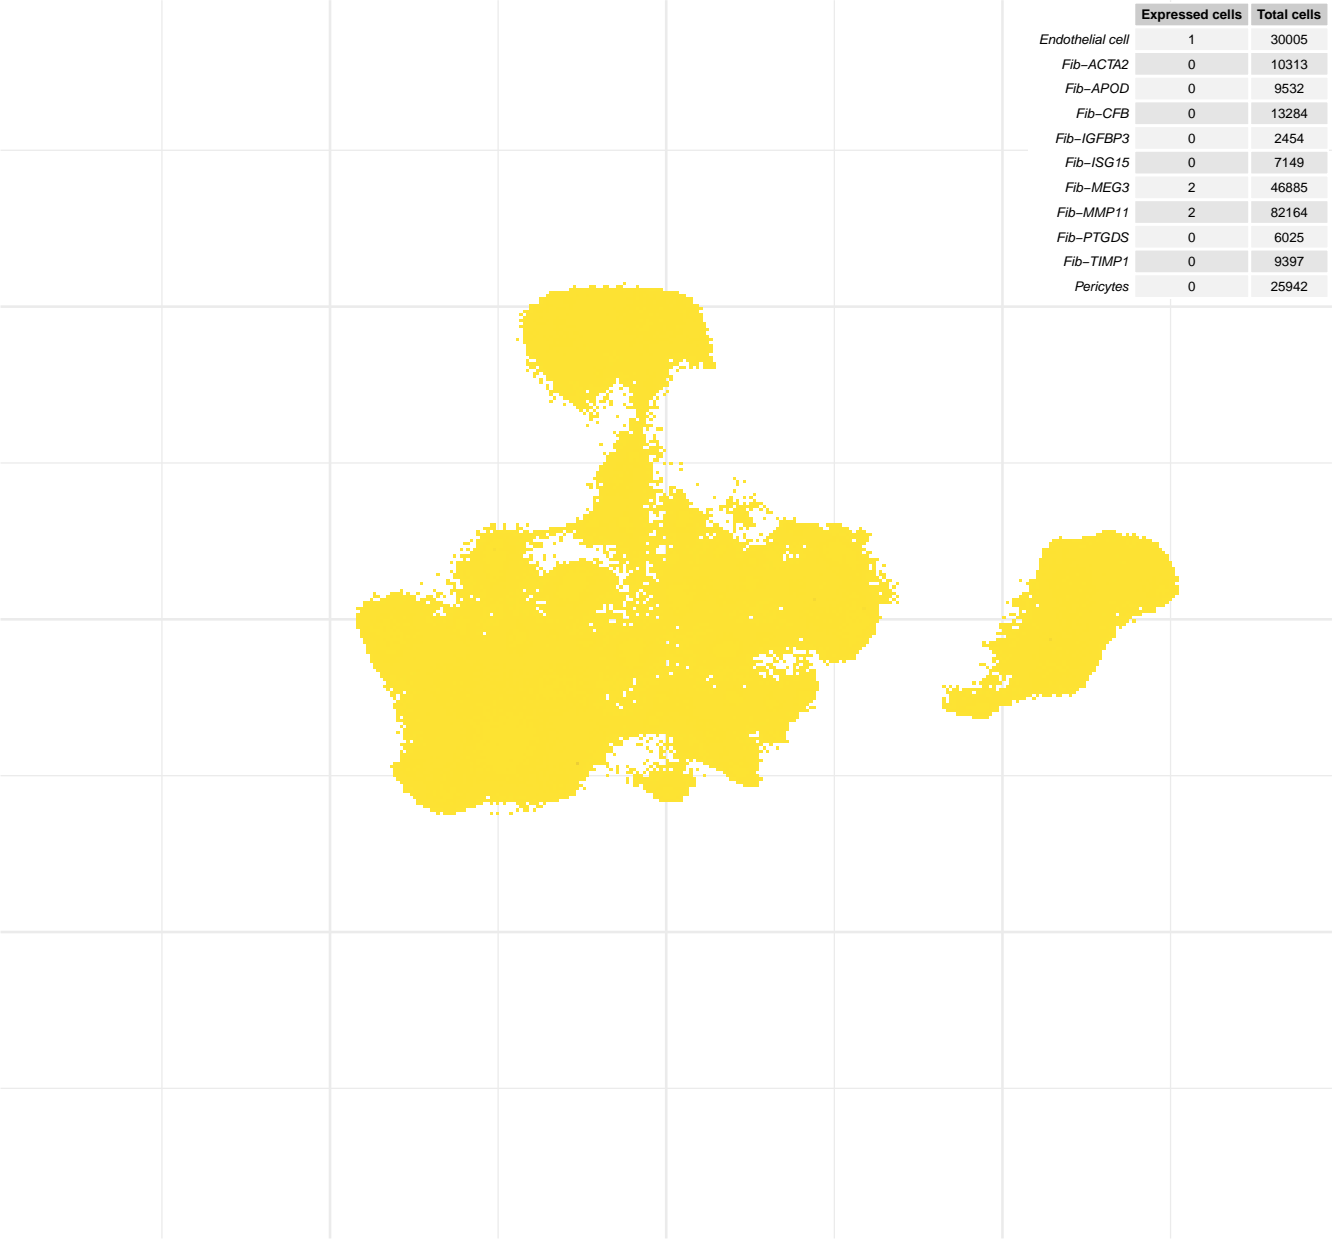 Expressed cells Total cells
Endothelial cell 1 30005
Fib−ACTA2 0 10313
Fib−APOD 0 9532
Fib−CFB 0 13284
Fib−IGFBP3 0 2454
Fib−ISG15 0 7149
Fib−MEG3 2 46885
Fib−MMP11 2 82164
Fib−PTGDS 0 6025
Fib−TIMP1 0 9397
Pericytes 0 25942